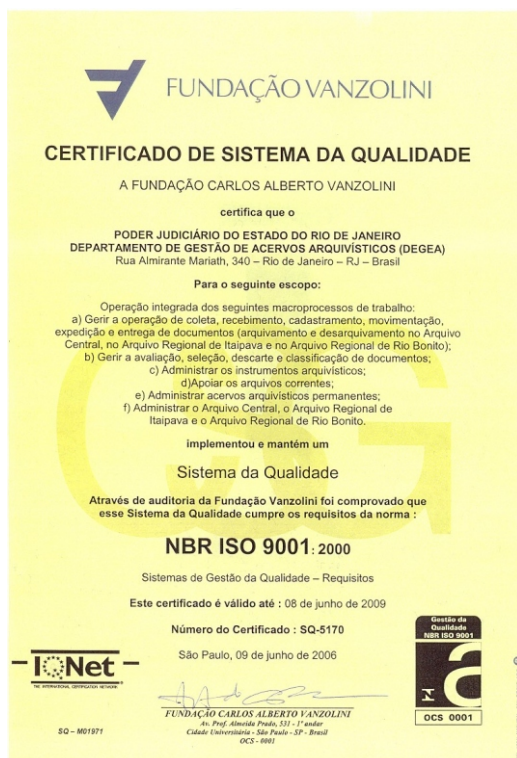 FUNDAÇÃO VANZOLINI
CERTIFICADO DE SISTEMA DA QUALIDADE
A FUNDAÇÃO CARLOS ALBERTO VANZOLINI
certifica que o
PODER JUDICIÁRIO DO ESTADO DO RIO DE JANEIRO
DEPARTAMENTO DE GESTÃO DE ACERVOS ARQUIVÍSTICOS (DEGEA)
Rua Almirante Mariath, 340 – Rio de Janeiro – RJ – Brasil
Para o seguinte escopo:
Operação integrada dos seguintes macroprocessos de trabalho:
a) Gerir a operação de coleta, recebimento, cadastramento, movimentação,
expedição e entrega de documentos (arquivamento e desarquivamento no Arquivo
Central, no Arquivo Regional de Itaipava e no Arquivo Regional de Rio Bonito);
b) Gerir a avaliação, seleção, descarte e classificação de documentos;
c) Administrar os instrumentos arquivísticos;
d)Apoiar os arquivos correntes;
e) Administrar acervos arquivísticos permanentes;
f) Administrar o Arquivo Central, o Arquivo Regional de
Itaipava e o Arquivo Regional de Rio Bonito.
implementou e mantém um
Sistema da Qualidade
Através de auditoria da Fundação Vanzolini foi comprovado que
esse Sistema da Qualidade cumpre os requisitos da norma :
NBR ISO 9001: 2000
Sistemas de Gestão da Qualidade – Requisitos
Este certificado é válido até : 08 de junho de 2009
Número do Certificado : SQ-5170
São Paulo, 09 de junho de 2006
IQNet
THE INTERNATIONAL CERTIFICATION NETWORK
Gestão da
Qualidade
NBR ISO 9001
a
OCS 0001
FUNDAÇÃO CARLOS ALBERTO VANZOLINI
Av. Prof. Almeida Prado, 531 - 1º andar
Cidade Universitária - São Paulo - SP - Brasil
OCS - 0001
SQ – M01971